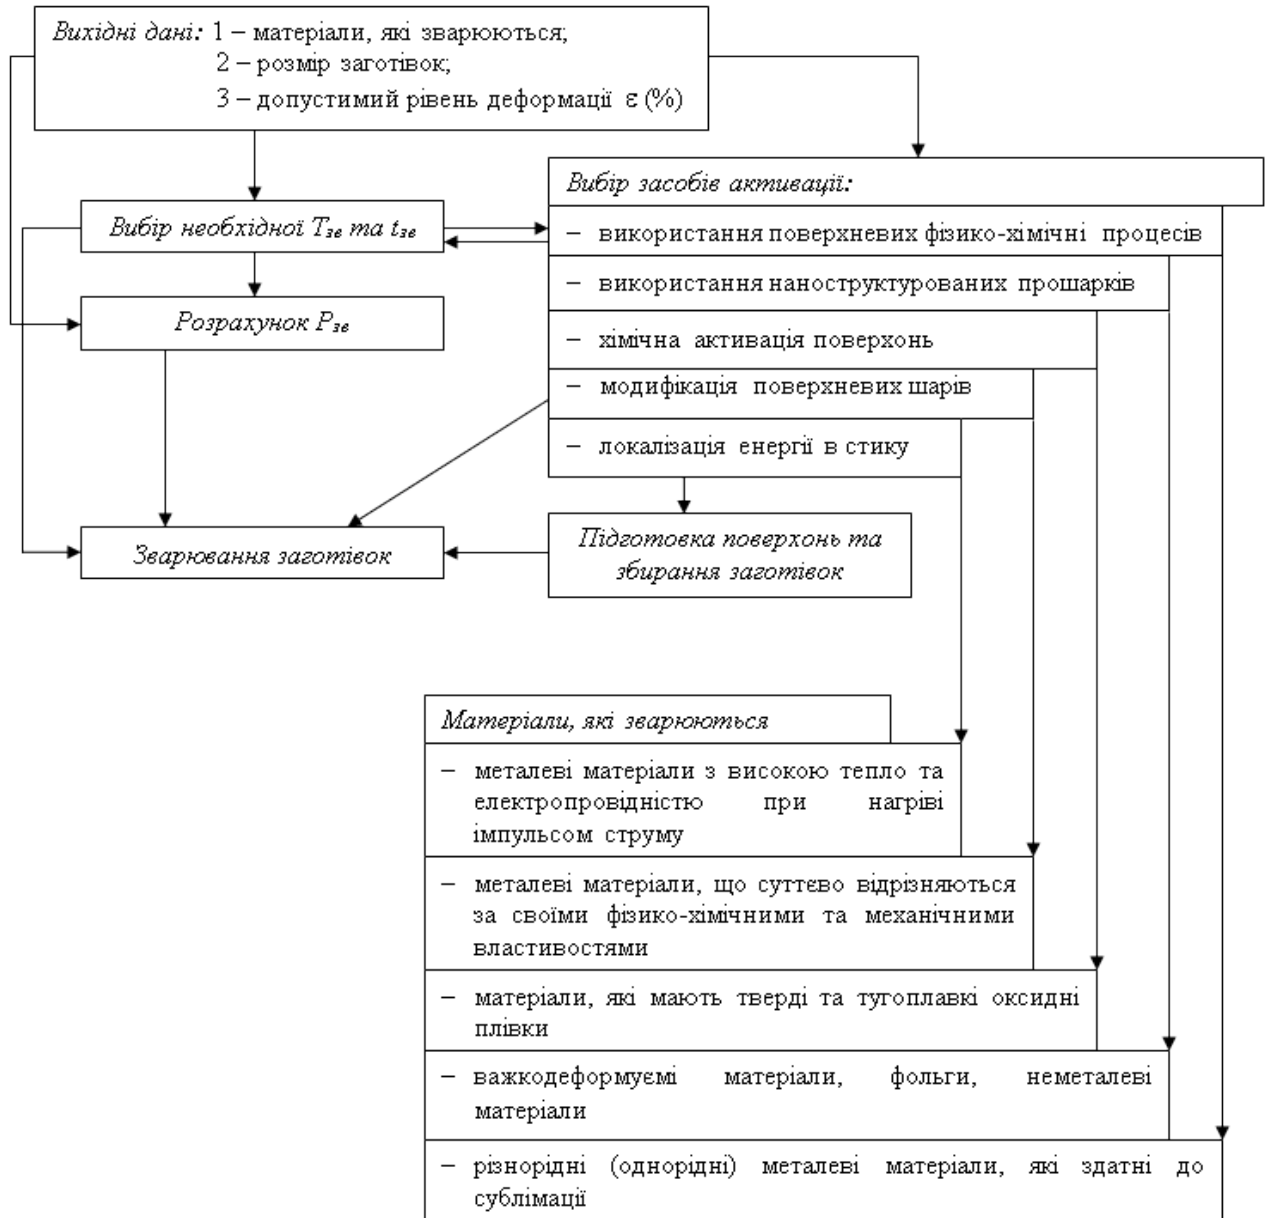 Вихідні дані: 1 – матеріали, які зварюються;
2 – розмір заготівок;
3 – допустимий рівень деформації ε (%)
Вибір засобів активації:
Вибір необхідної Tзв та tзв
– використання поверхневих фізико-хімічні процесів
– використання наноструктурованих прошарків
Розрахунок Pзв
– хімічна активація поверхонь
– модифікація поверхневих шарів
– локалізація енергії в стику
Зварювання заготівок
Підготовка поверхонь та
збирання заготівок
Матеріали, які зварюються
– металеві матеріали з високою тепло та
електропровідністю при нагріві
імпульсом струму
– металеві матеріали, що суттєво відрізняються
за своїми фізико-хімічними та механічними
властивостями
– матеріали, які мають тверді та тугоплавкі оксидні
плівки
– важкодеформуємі матеріали, фольги, неметалеві
матеріали
– різнорідні (однорідні) металеві матеріали, які здатні до
сублімації